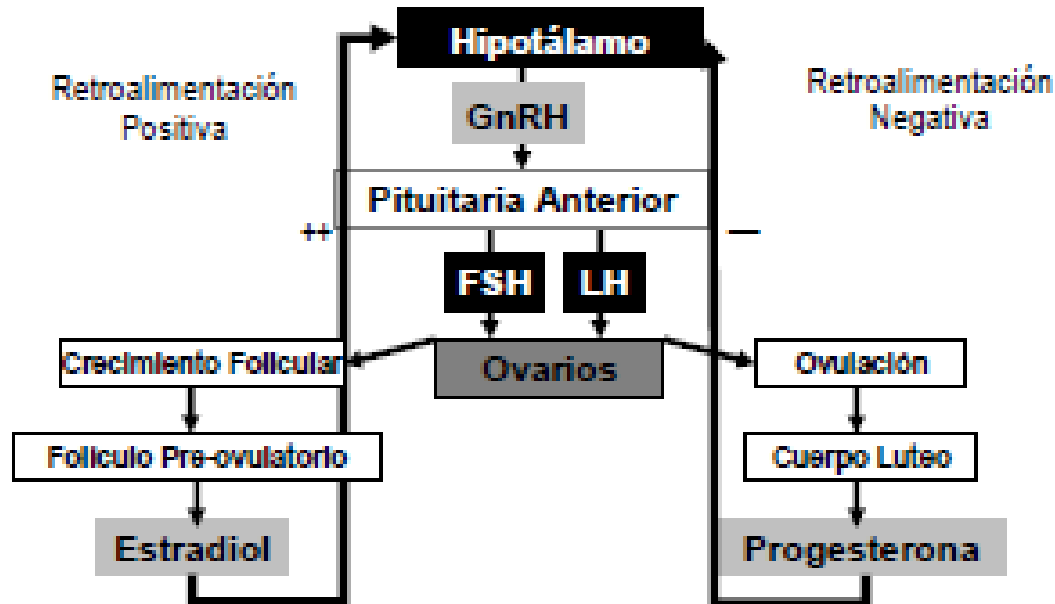 Hipotálamo
Retroalimentación
Positiva
Retroalimentación
Negativa
GnRH
Pituitaria Anterior
++
—
FSH
LH
Crecimiento Folicular
Ovarios
Ovulación
Foliculo Pre-ovulatorio
Cuerpo Luteo
Estradiol
Progesterona